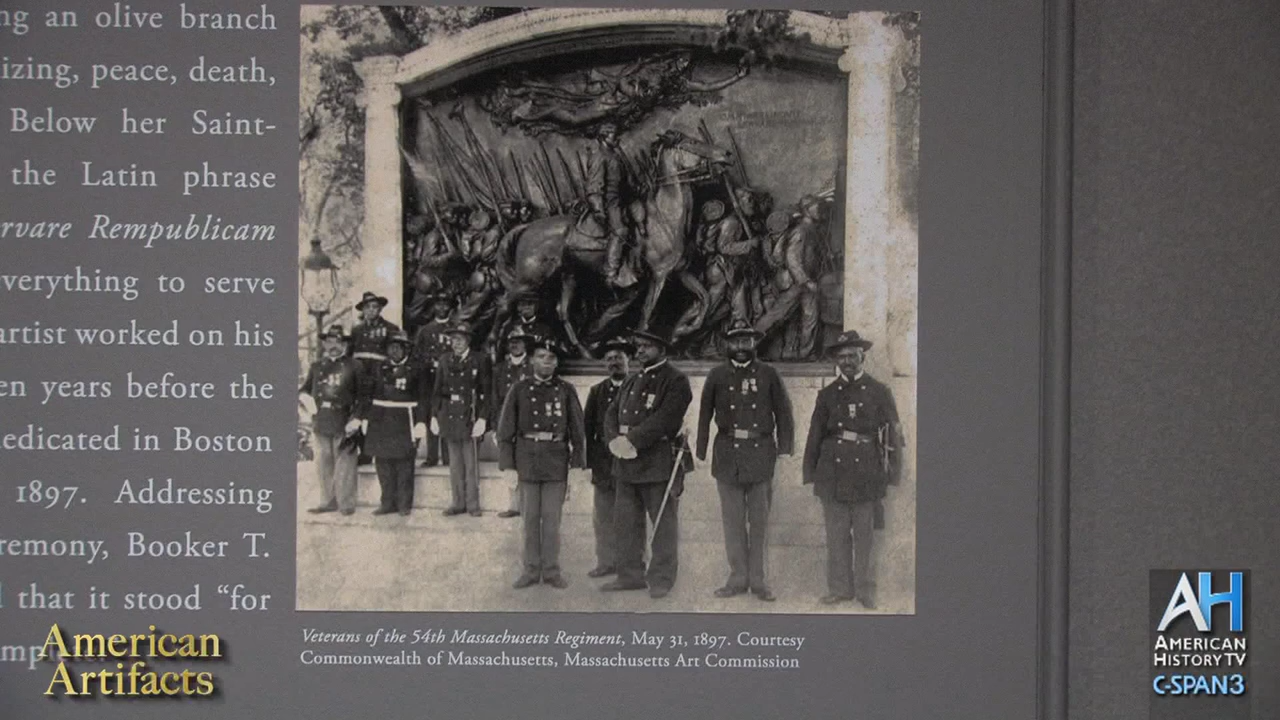 ng an olive branch
izing, peace, death,
Below her Saint-
the Latin phrase
rvare Rempublicam
verything to serve
artist worked on his
en years before the
edicated in Boston
1897. Addressing
remony, Booker T.
that it stood “for
Veterans of the 54th Massachusetts Regiment, May 31, 1897. Courtesy
Commonwealth of Massachusetts, Massachusetts Art Commission
American
Artifacts
AH
AMERICAN
HISTORY TV
C-SPAN3